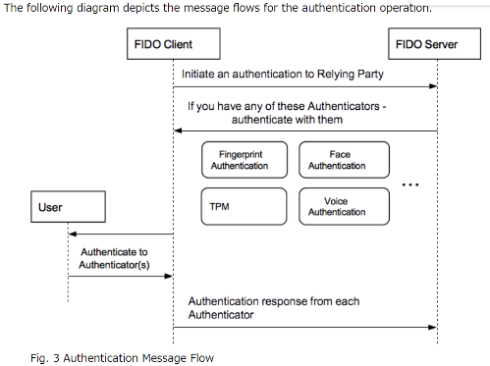 The following diagram depicts the message flows for the authentication operation.
FIDO Client
FIDO Server
Initiate an authentication to Relying Party
If you have any of these Authenticators -
authenticate with them
Fingerprint
Authentication
Face
Authentication
...
User
TPM
Voice
Authentication
Authenticate to
Authenticator(s)
Authentication response from each
Authenticator
Fig. 3 Authentication Message Flow